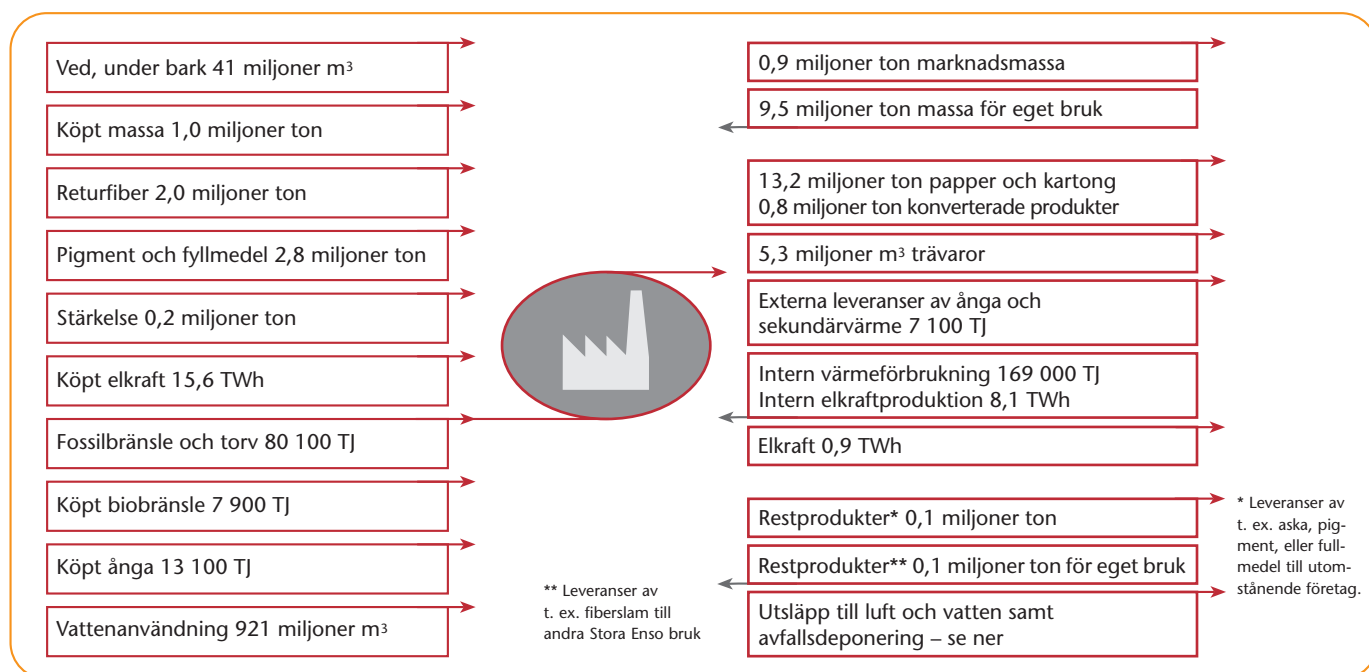 Ved, under bark 41 miljoner m³
Köpt massa 1,0 miljoner ton
Returfiber 2,0 miljoner ton
Pigment och fyllmedel 2,8 miljoner ton
Stärkelse 0,2 miljoner ton
Köpt elkraft 15,6 TWh
Fossilbränsle och torv 80 100 TJ
Köpt biobränsle 7 900 TJ
Köpt ånga 13 100 TJ
Vattenanvändning 921 miljoner m³
** Leveranser av
t. ex. fiberslam till
andra Stora Enso bruk
0,9 miljoner ton marknadsmassa
9,5 miljoner ton massa för eget bruk
13,2 miljoner ton papper och kartong
0,8 miljoner ton konverterade produkter
5,3 miljoner m³ trävaror
Externa leveranser av ånga och
sekundärvärme 7 100 TJ
Intern värmeförbrukning 169 000 TJ
Intern elkraftproduktion 8,1 TWh
Elkraft 0,9 TWh
Restprodukter* 0,1 miljoner ton
Restprodukter** 0,1 miljoner ton för eget bruk
Utsläpp till luft och vatten samt
avfallsdeponering – se ner
* Leveranser av
t. ex. aska, pig-
ment, eller full-
medel till utom-
stånende företag.